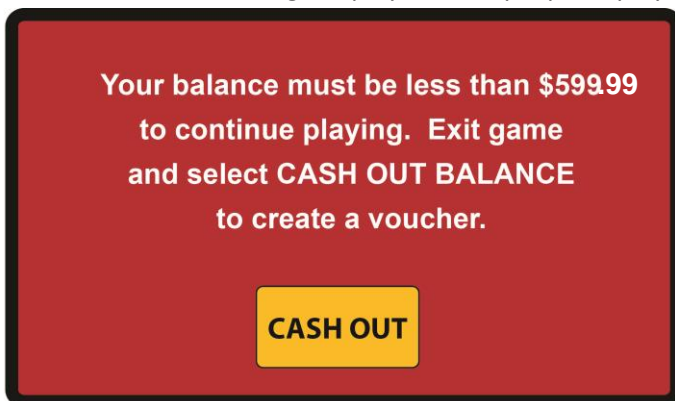 Your balance must be less than $599.99
to continue playing. Exit game
and select CASH OUT BALANCE
to create a voucher.
CASH OUT